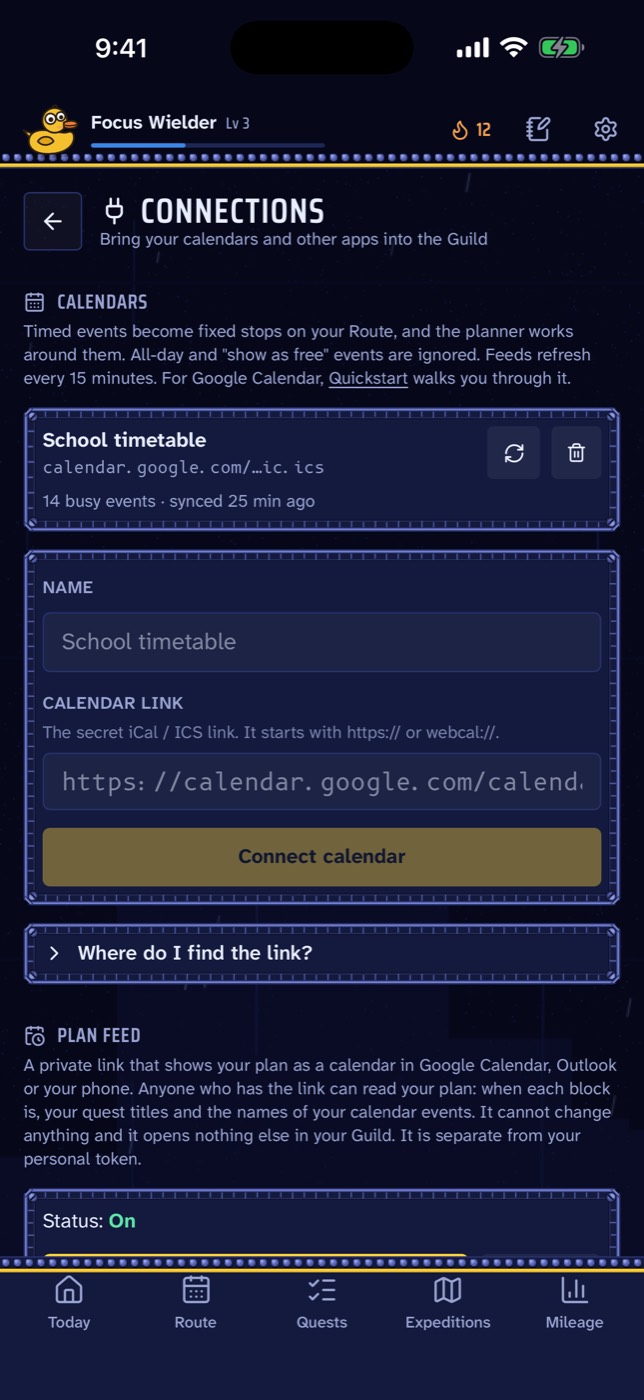 9:41
Focus Wielder Lv 3
12
CONNECTIONS
Bring your calendars and other apps into the Guild
CALENDARS
Timed events become fixed stops on your Route, and the planner works
around them. All-day and "show as free" events are ignored. Feeds refresh
every 15 minutes. For Google Calendar, Quickstart walks you through it.
School timetable
calendar.google.com/…ic.ics
14 busy events · synced 25 min ago
NAME
School timetable
CALENDAR LINK
The secret iCal / ICS link. It starts with https:// or webcal://.
https://calendar.google.com/calenda
Connect calendar
Where do I find the link?
PLAN FEED
A private link that shows your plan as a calendar in Google Calendar, Outlook
or your phone. Anyone who has the link can read your plan: when each block
is, your quest titles and the names of your calendar events. It cannot change
anything and it opens nothing else in your Guild. It is separate from your
personal token.
Status: On
Today Route Quests Expeditions Mileage